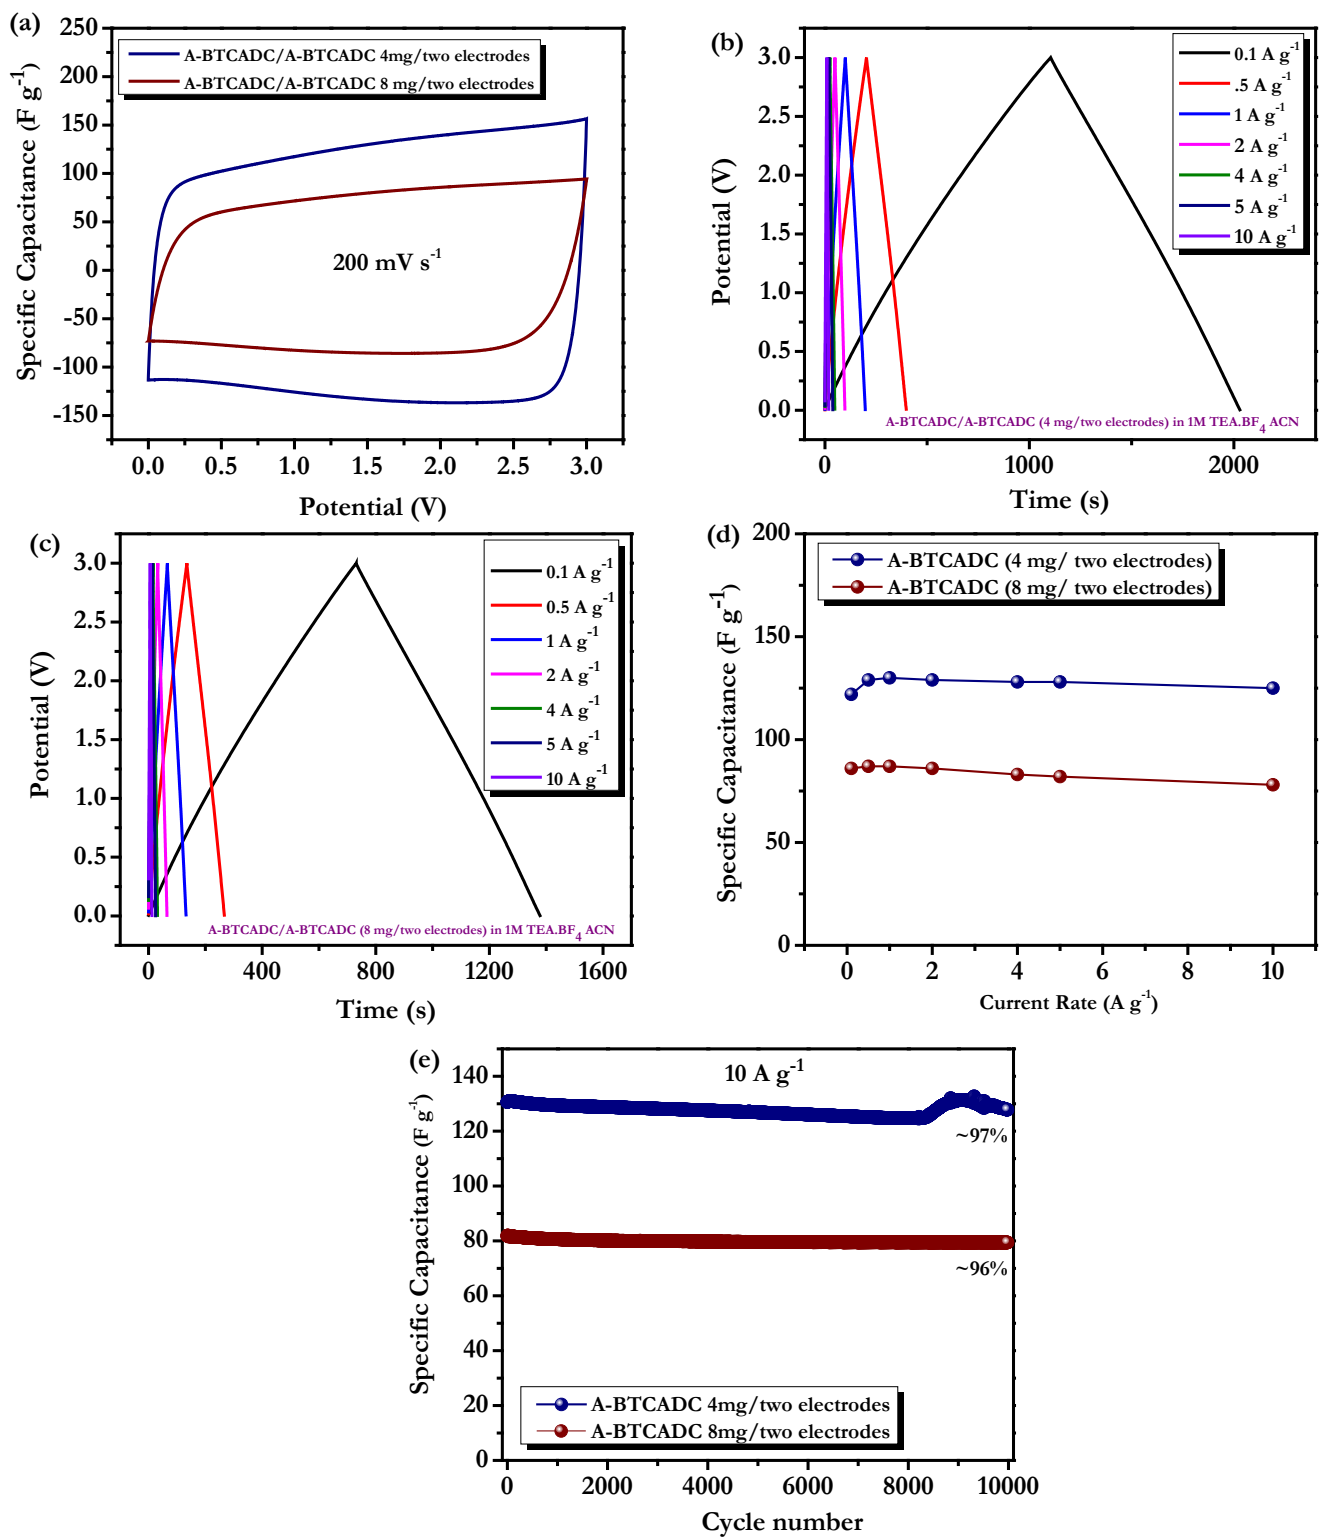 (a)
250
200
150
100
50
0
-50
-100
-150
Specific Capacitance (F g⁻¹)
A-BTCADC/A-BTCADC 4mg/two electrodes
A-BTCADC/A-BTCADC 8 mg/two electrodes
200 mV s⁻¹
0.0 0.5 1.0 1.5 2.0 2.5 3.0
Potential (V)
(b)
3.0
2.5
2.0
1.5
1.0
0.5
0.0
Potential (V)
0.1 A g⁻¹
.5 A g⁻¹
1 A g⁻¹
2 A g⁻¹
4 A g⁻¹
5 A g⁻¹
10 A g⁻¹
A-BTCADC/A-BTCADC (4 mg/two electrodes) in 1M TEA.BF₄ ACN
0 1000 2000
Time (s)
(c)
3.0
2.5
2.0
1.5
1.0
0.5
0.0
Potential (V)
0.1 A g⁻¹
0.5 A g⁻¹
1 A g⁻¹
2 A g⁻¹
4 A g⁻¹
5 A g⁻¹
10 A g⁻¹
A-BTCADC/A-BTCADC (8 mg/two electrodes) in 1M TEA.BF₄ ACN
0 400 800 1200 1600
Time (s)
(d)
200
150
100
50
0
Specific Capacitance (F g⁻¹)
A-BTCADC (4 mg/ two electrodes)
A-BTCADC (8 mg/ two electrodes)
0 2 4 6 8 10
Current Rate (A g⁻¹)
(e)
140
120
100
80
60
40
20
0
Specific Capacitance (F g⁻¹)
10 A g⁻¹
~97%
~96%
A-BTCADC 4mg/two electrodes
A-BTCADC 8mg/two electrodes
0 2000 4000 6000 8000 10000
Cycle number